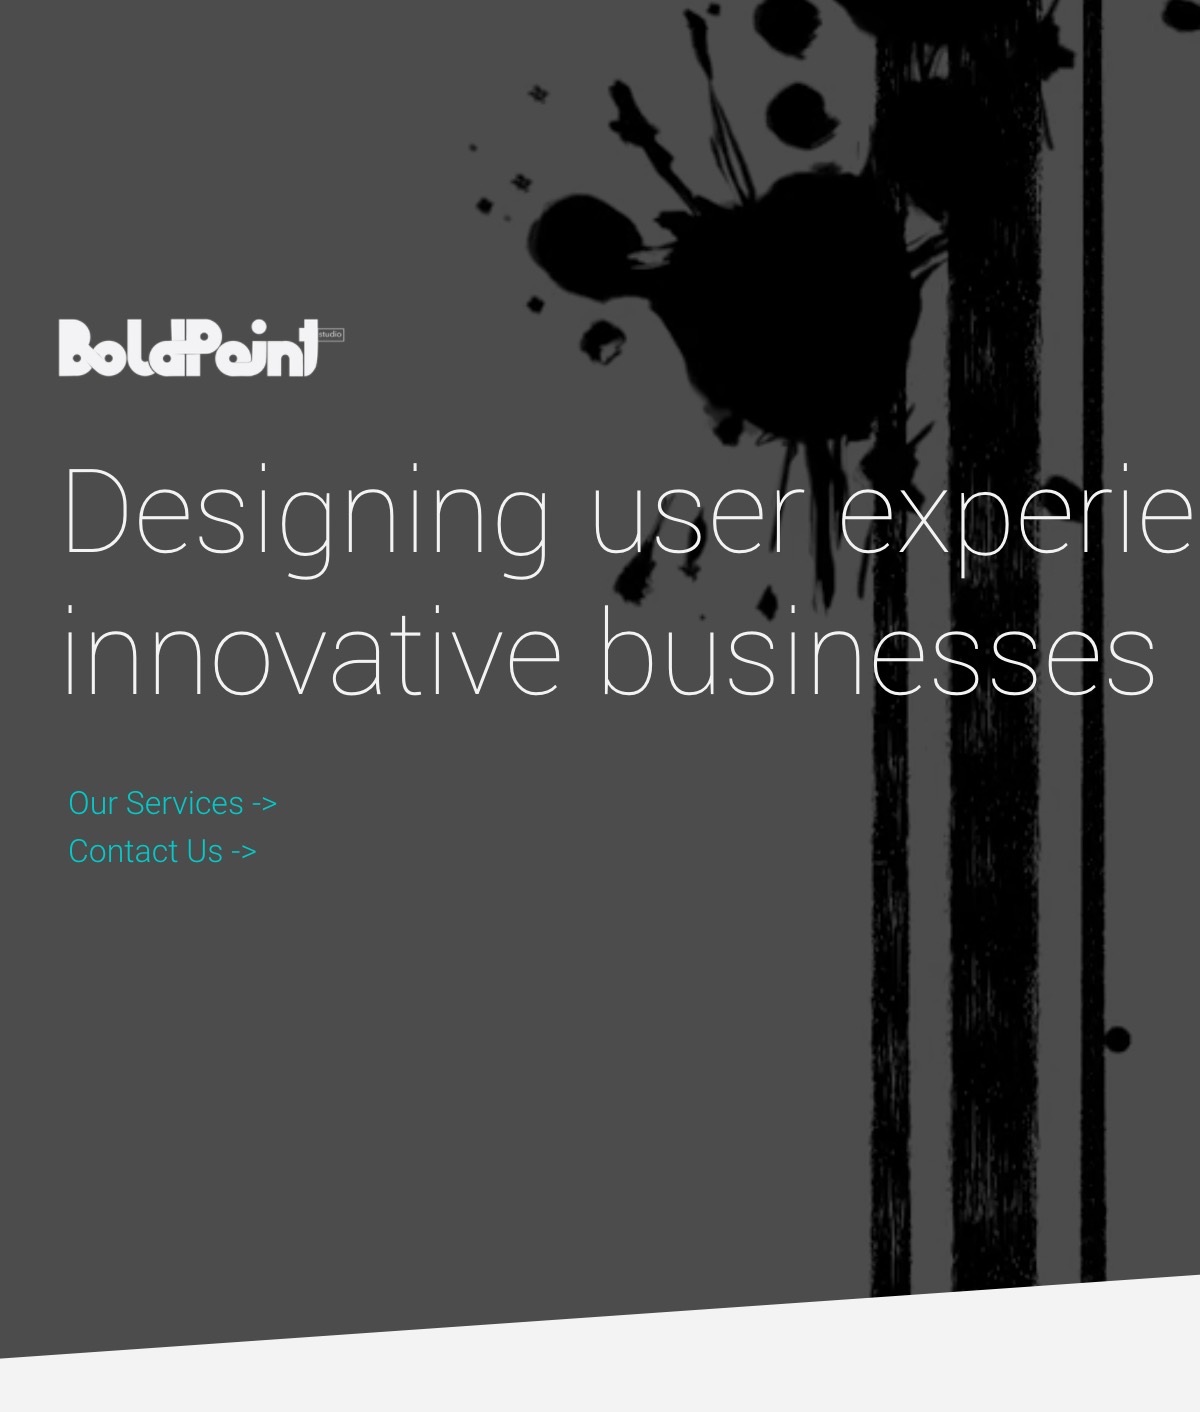 BoldPoint studio
Designing user experie
innovative businesses
Our Services ->
Contact Us ->